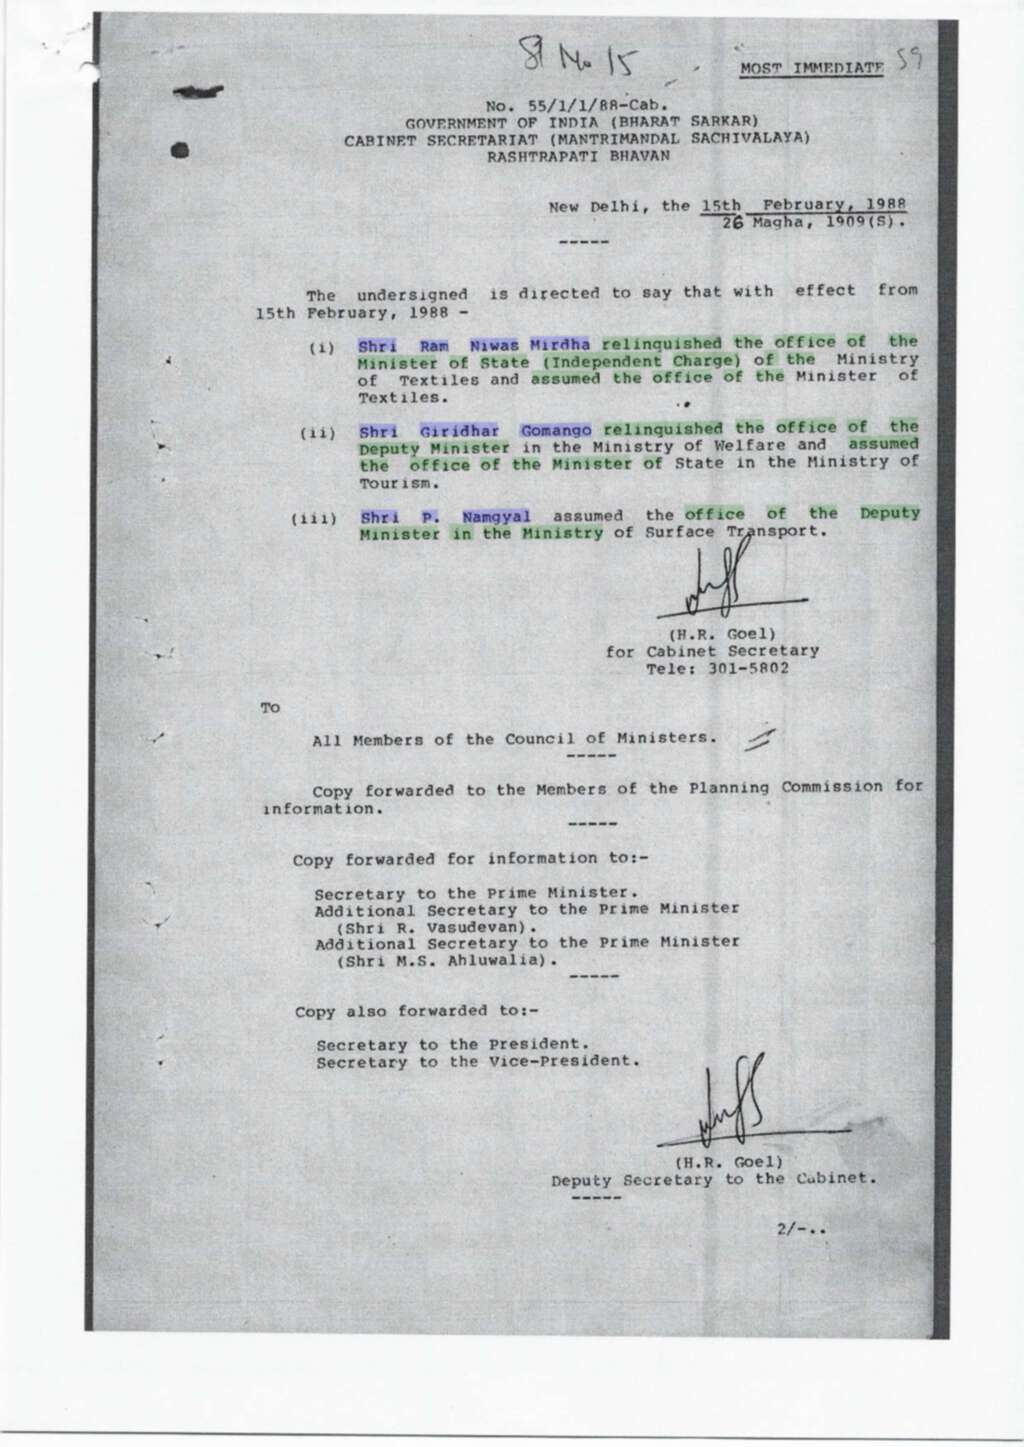 Sl No 15
MOST IMMEDIATE 59
No. 55/1/1/88-Cab.
GOVERNMENT OF INDIA (BHARAT SARKAR)
CABINET SECRETARIAT (MANTRIMANDAL SACHIVALAYA)
RASHTRAPATI BHAVAN
New Delhi, the 15th February, 1988
26 Magha, 1909(S).
-----
The undersigned is directed to say that with effect from
15th February, 1988 -
(i) Shri Ram Niwas Mirdha relinquished the office of the
Minister of State (Independent Charge) of the Ministry
of Textiles and assumed the office of the Minister of
Textiles.
(ii) Shri Giridhar Gomango relinquished the office of the
Deputy Minister in the Ministry of Welfare and assumed
the office of the Minister of State in the Ministry of
Tourism.
(iii) Shri P. Namgyal assumed the office of the Deputy
Minister in the Ministry of Surface Transport.
(H.R. Goel)
for Cabinet Secretary
Tele: 301-5802
To
All Members of the Council of Ministers.
-----
Copy forwarded to the Members of the Planning Commission for
information.
-----
Copy forwarded for information to:-
Secretary to the Prime Minister.
Additional Secretary to the Prime Minister
(Shri R. Vasudevan).
Additional Secretary to the Prime Minister
(Shri M.S. Ahluwalia).
-----
Copy also forwarded to:-
Secretary to the President.
Secretary to the Vice-President.
(H.R. Goel)
Deputy Secretary to the Cabinet.
-----
2/-..